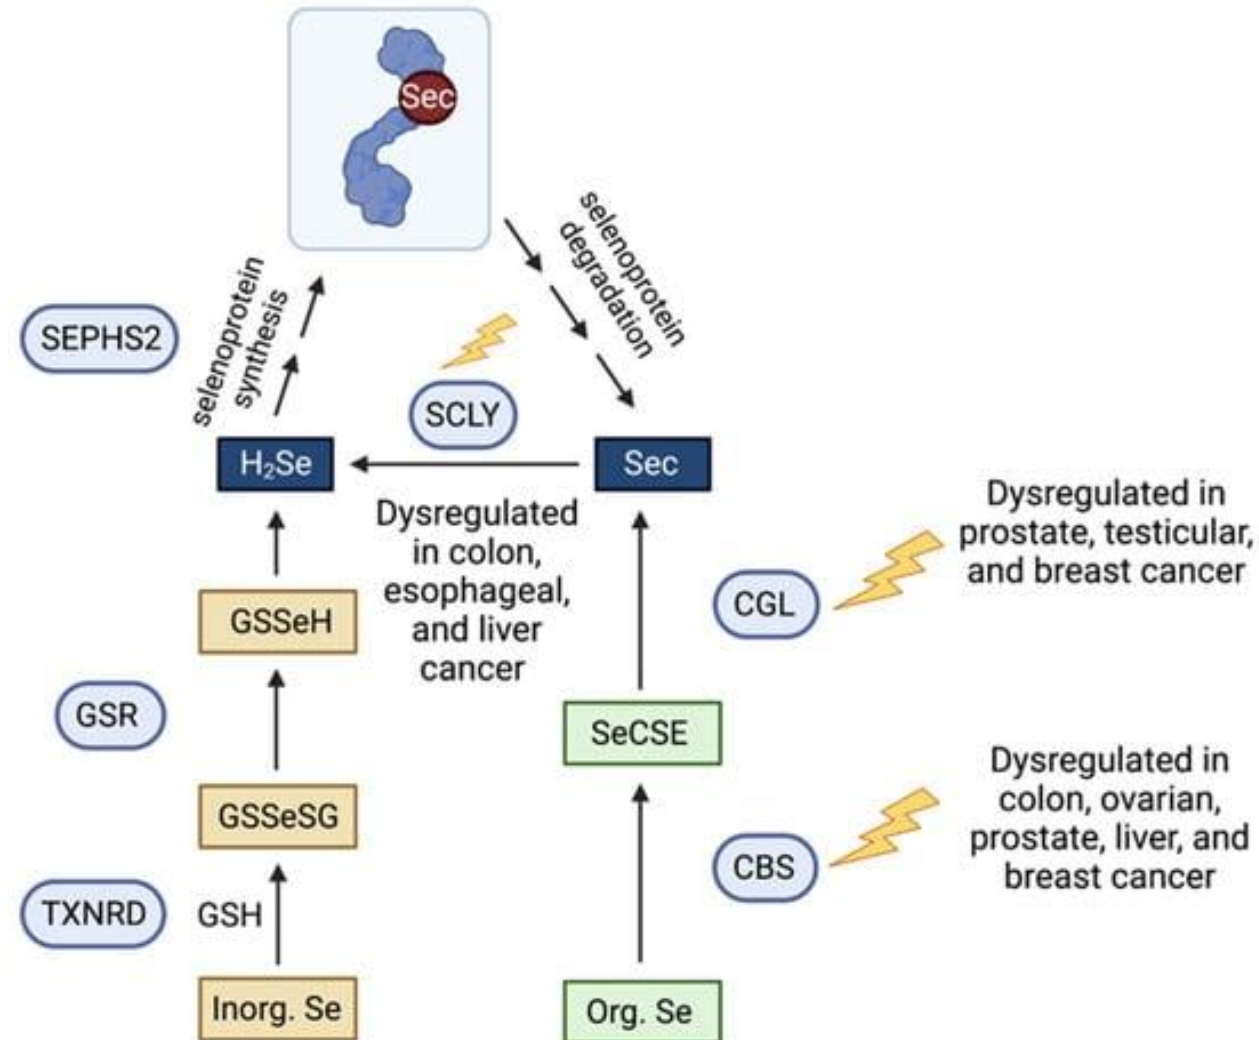 Sec
selenoprotein
synthesis
selenoprotein
degradation
SEPHS2
SCLY
H₂Se
Sec
Dysregulated
in colon,
esophageal,
and liver
cancer
Dysregulated in
prostate, testicular,
and breast cancer
CGL
GSSeH
GSR
SeCSE
GSSeSG
Dysregulated in
colon, ovarian,
prostate, liver, and
breast cancer
CBS
TXNRD
GSH
Inorg. Se
Org. Se